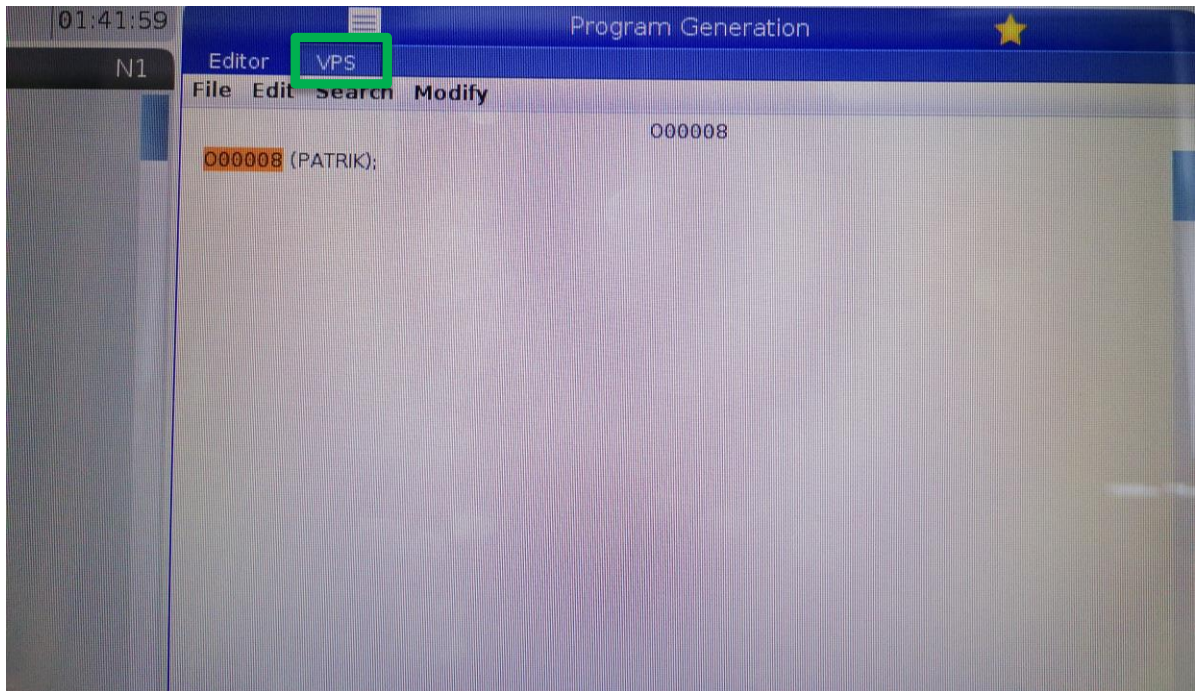 01:41:59
Program Generation
N1
Editor VPS
File Edit Search Modify
O00008
O00008 (PATRIK);